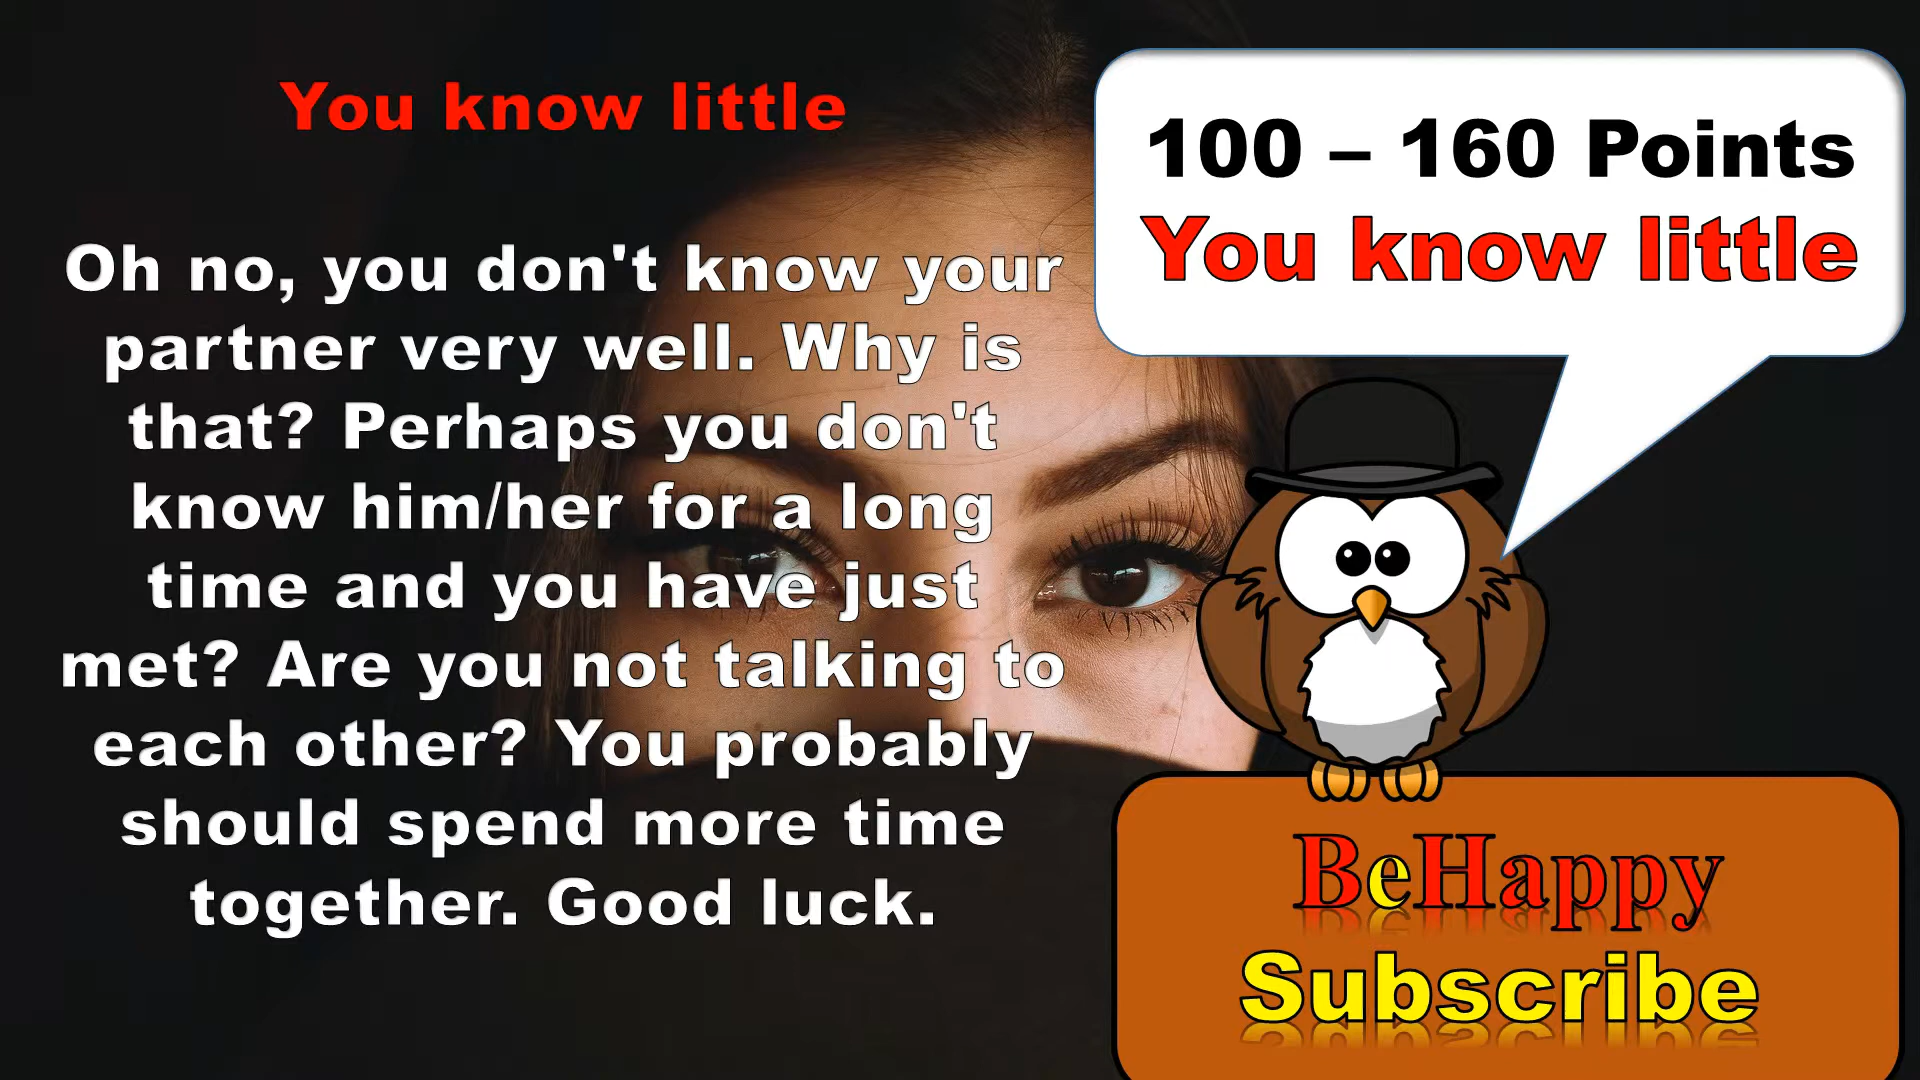 You know little
Oh no, you don't know your
partner very well. Why is
that? Perhaps you don't
know him/her for a long
time and you have just
met? Are you not talking to
each other? You probably
should spend more time
together. Good luck.
100 – 160 Points
You know little
BeHappy
Subscribe